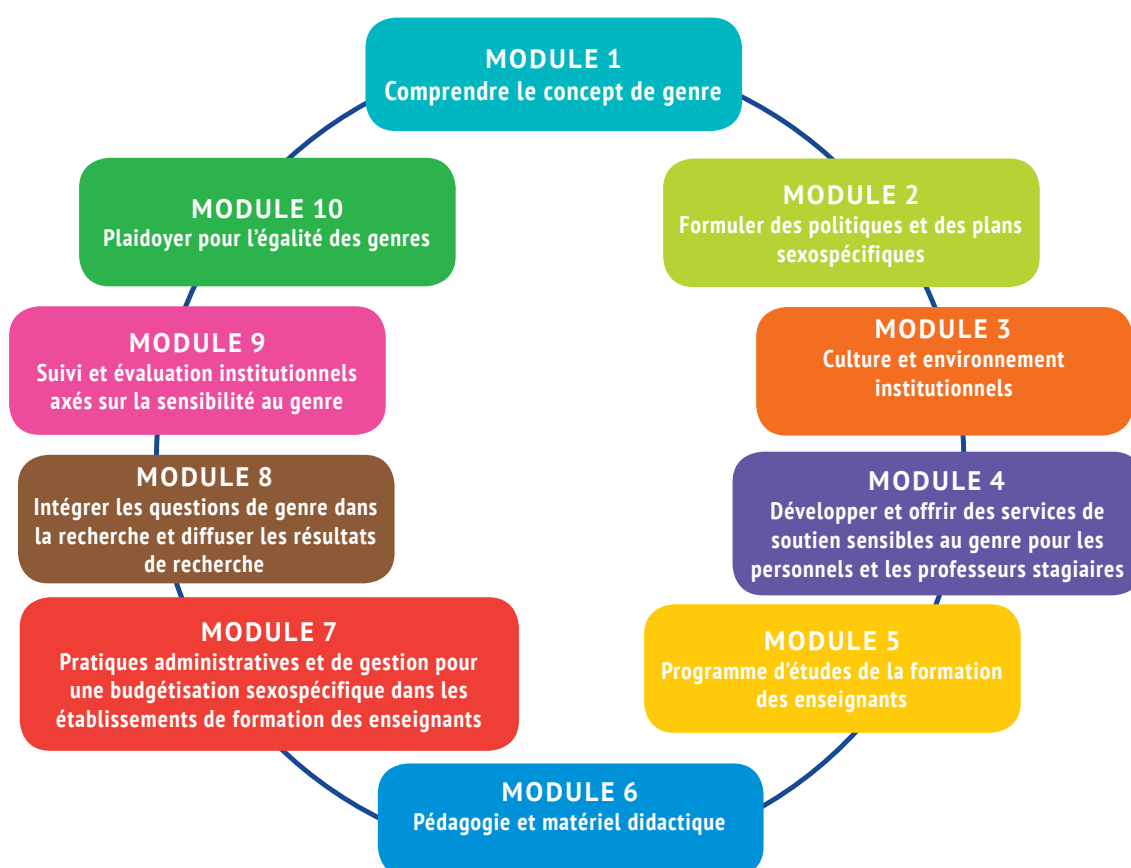 MODULE 1
Comprendre le concept de genre
MODULE 2
Formuler des politiques et des plans
sexospécifiques
MODULE 3
Culture et environnement
institutionnels
MODULE 4
Développer et offrir des services de
soutien sensibles au genre pour les
personnels et les professeurs stagiaires
MODULE 5
Programme d'études de la formation
des enseignants
MODULE 6
Pédagogie et matériel didactique
MODULE 7
Pratiques administratives et de gestion pour
une budgétisation sexospécifique dans les
établissements de formation des enseignants
MODULE 8
Intégrer les questions de genre dans
la recherche et diffuser les résultats
de recherche
MODULE 9
Suivi et évaluation institutionnels
axés sur la sensibilité au genre
MODULE 10
Plaidoyer pour l'égalité des genres